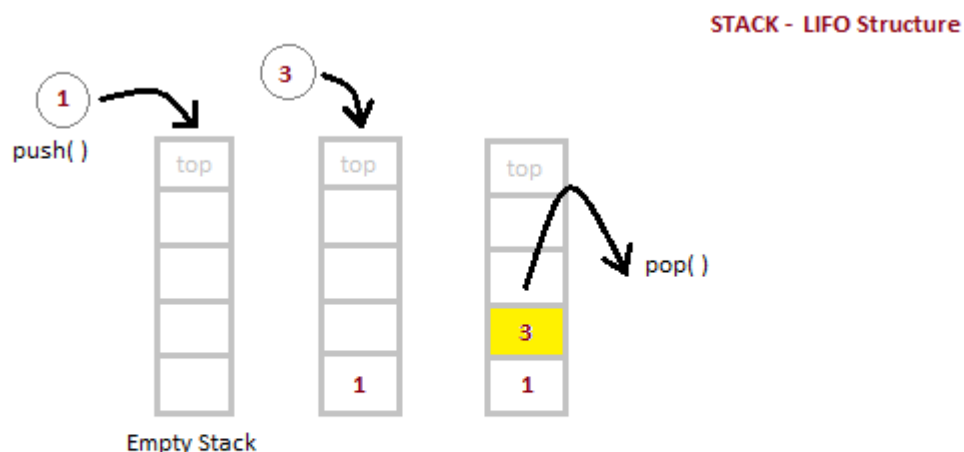 STACK - LIFO Structure
1
3
push( )
top
top
top
pop( )
3
1
1
Empty Stack